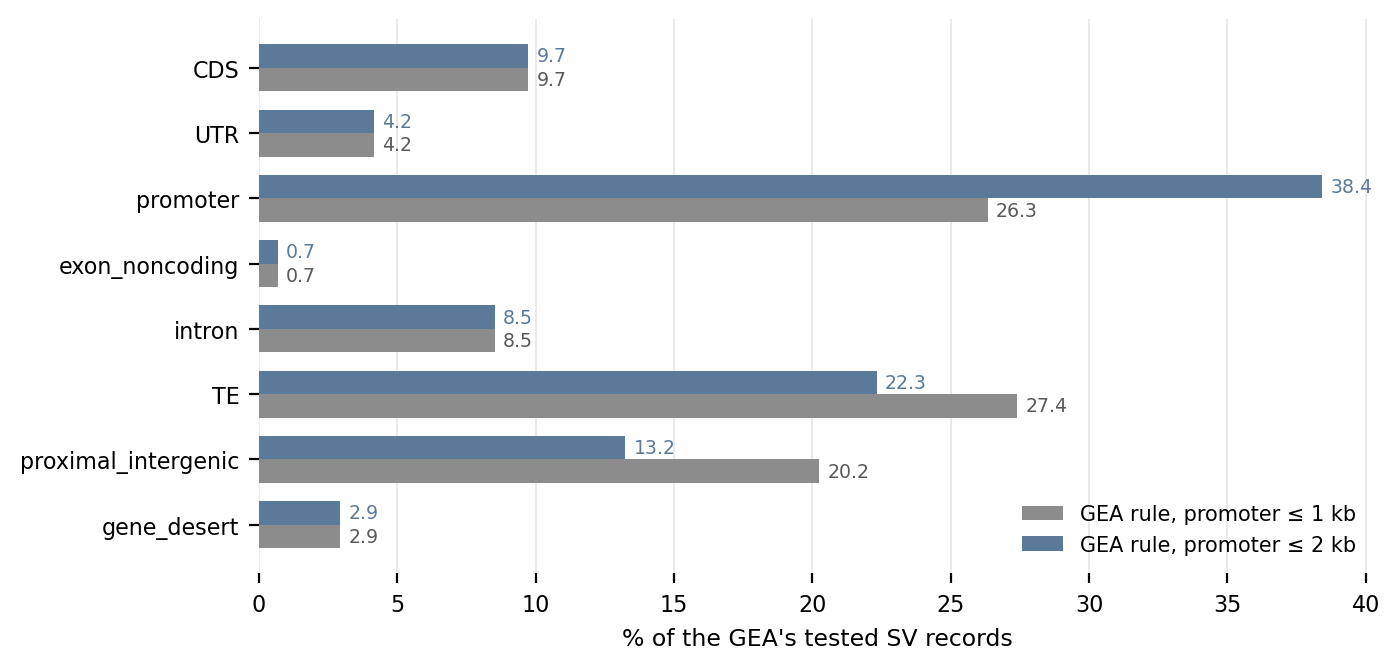 CDS
9.7
9.7
UTR
4.2
4.2
promoter
38.4
26.3
exon_noncoding
0.7
0.7
intron
8.5
8.5
TE
22.3
27.4
proximal_intergenic
13.2
20.2
gene_desert
2.9
2.9
GEA rule, promoter ≤ 1 kb
GEA rule, promoter ≤ 2 kb
0 5 10 15 20 25 30 35 40
% of the GEA's tested SV records